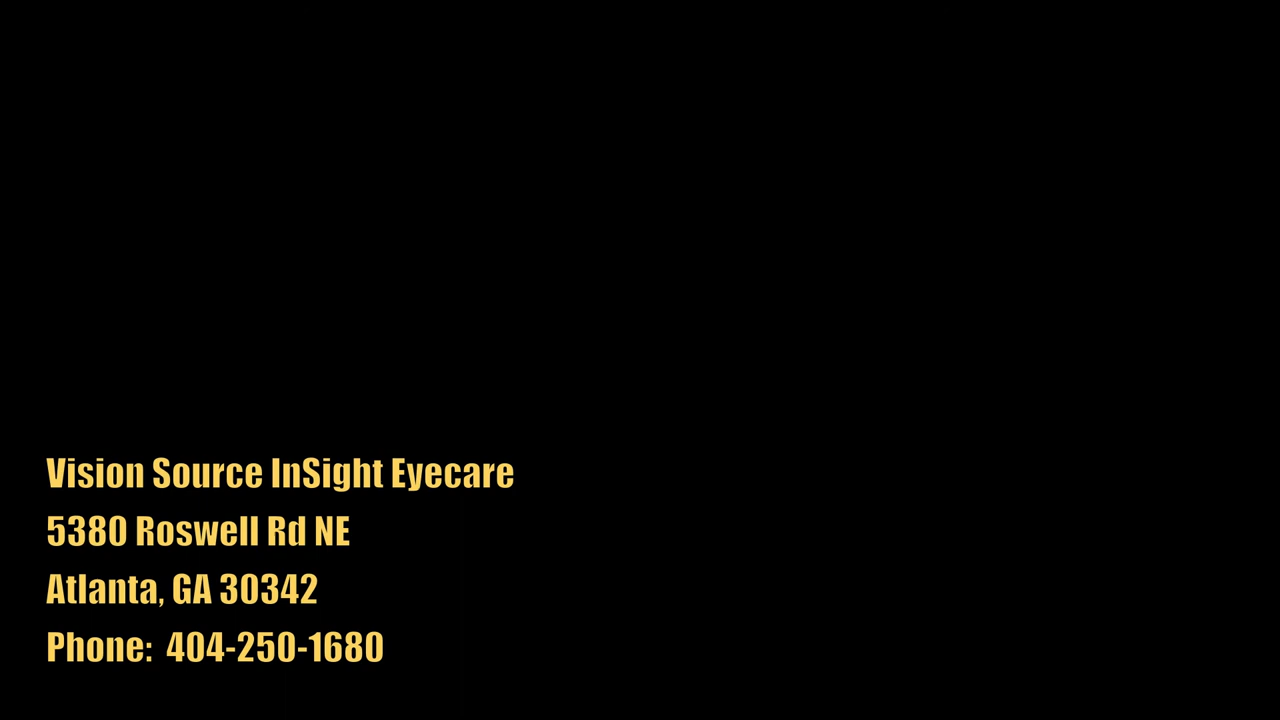 Vision Source InSight Eyecare
5380 Roswell Rd NE
Atlanta, GA 30342
Phone:  404-250-1680